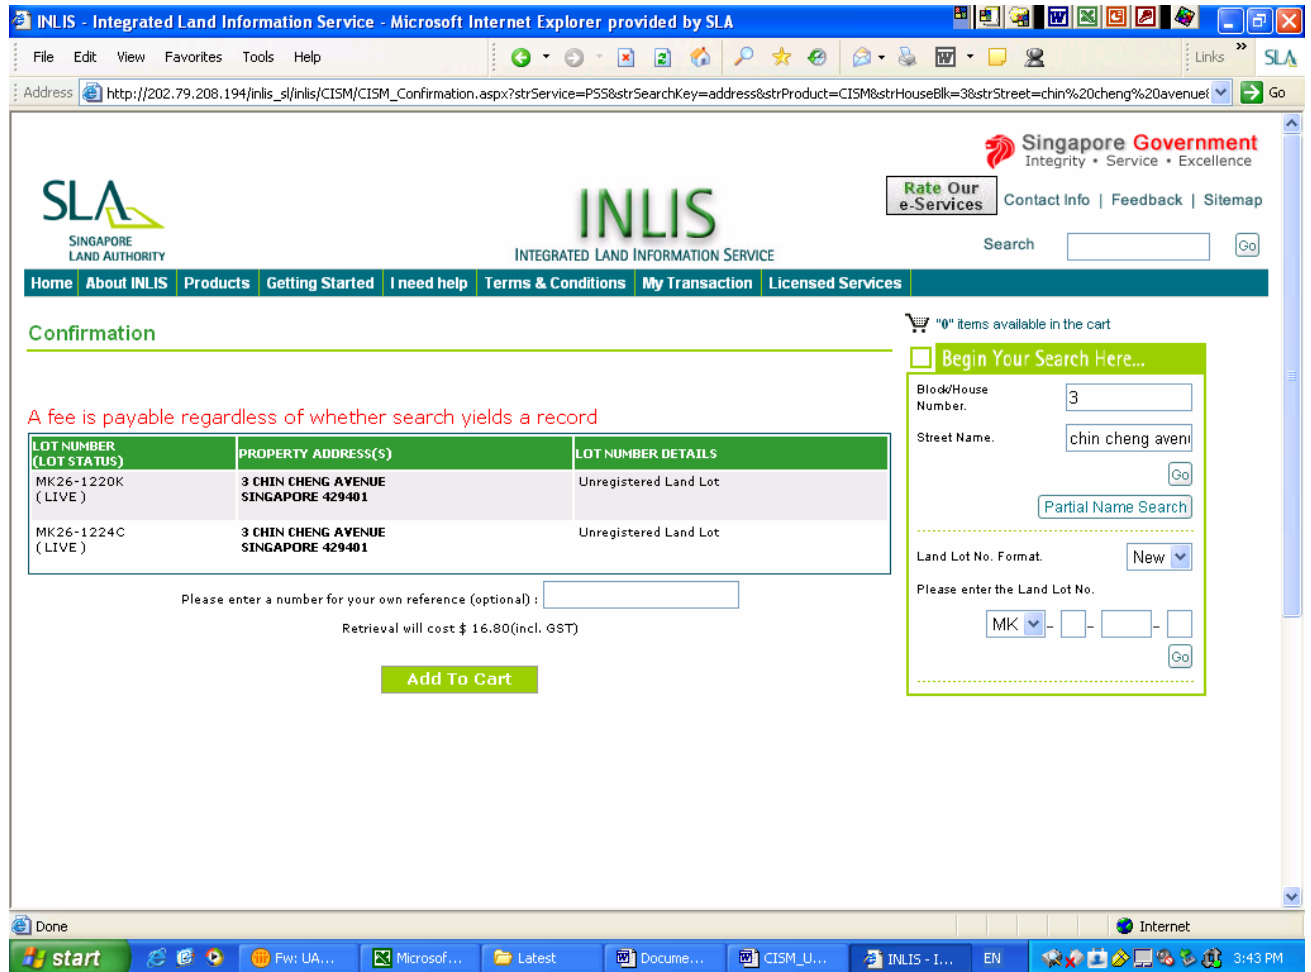 INLIS - Integrated Land Information Service - Microsoft Internet Explorer provided by SLA
File Edit View Favorites Tools Help
Links » SLA
Address http://202.79.208.194/inlis_sl/inlis/CISM/CISM_Confirmation.aspx?strService=PSS&strSearchKey=address&strProduct=CISM&strHouseBlk=3&strStreet=chin%20cheng%20avenue& Go
Singapore Government
Integrity • Service • Excellence
SLA
SINGAPORE
LAND AUTHORITY
INLIS
INTEGRATED LAND INFORMATION SERVICE
Rate Our
e-Services
Contact Info | Feedback | Sitemap
Search Go
Home About INLIS Products Getting Started I need help Terms & Conditions My Transaction Licensed Services
Confirmation
"0" items available in the cart
Begin Your Search Here...
Block/House
Number.
3
Street Name.
chin cheng aven
Go
Partial Name Search
Land Lot No. Format. New
Please enter the Land Lot No.
MK - - -
Go
A fee is payable regardless of whether search yields a record
LOT NUMBER
(LOT STATUS)
PROPERTY ADDRESS(S)
LOT NUMBER DETAILS
MK26-1220K
( LIVE )
3 CHIN CHENG AVENUE
SINGAPORE 429401
Unregistered Land Lot
MK26-1224C
( LIVE )
3 CHIN CHENG AVENUE
SINGAPORE 429401
Unregistered Land Lot
Please enter a number for your own reference (optional) :
Retrieval will cost $ 16.80(incl. GST)
Add To Cart
Done
Internet
start Fw: UA... Microsof... Latest Docume... CISM_U... INLIS - I... EN 3:43 PM